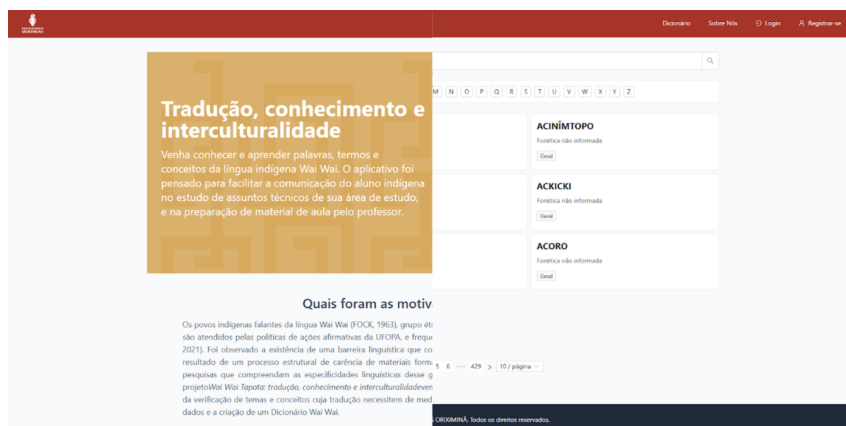 WAIWAI
Dicionário Sobre Nós Login Registrar-se
Tradução, conhecimento e
interculturalidade
Venha conhecer e aprender palavras, termos e
conceitos da língua indígena Wai Wai. O aplicativo foi
pensado para facilitar a comunicação do aluno indígena
no estudo de assuntos técnicos de sua área de estudo,
e na preparação de material de aula pelo professor.
Quais foram as motiv
Os povos indígenas falantes da língua Wai Wai (FOCK, 1963), grupo étn
são atendidos pelas políticas de ações afirmativas da UFOPA, e frequ
2021). Foi observado a existência de uma barreira linguística que co
resultado de um processo estrutural de carência de materiais form
pesquisas que compreendam as especificidades linguísticas desse g
projetoWai Wai Tapota: tradução, conhecimento e interculturalidadeven
da verificação de temas e conceitos cuja tradução necessitem de med
dados e a criação de um Dicionário Wai Wai.
M N O P Q R S T U V W X Y Z
ACINÎMTOPO
Fonética não informada
Geral
ACKICKI
Fonética não informada
Geral
ACORO
Fonética não informada
Geral
5 6 ••• 429 > 10 / página
ORIXIMINÁ. Todos os direitos reservados.